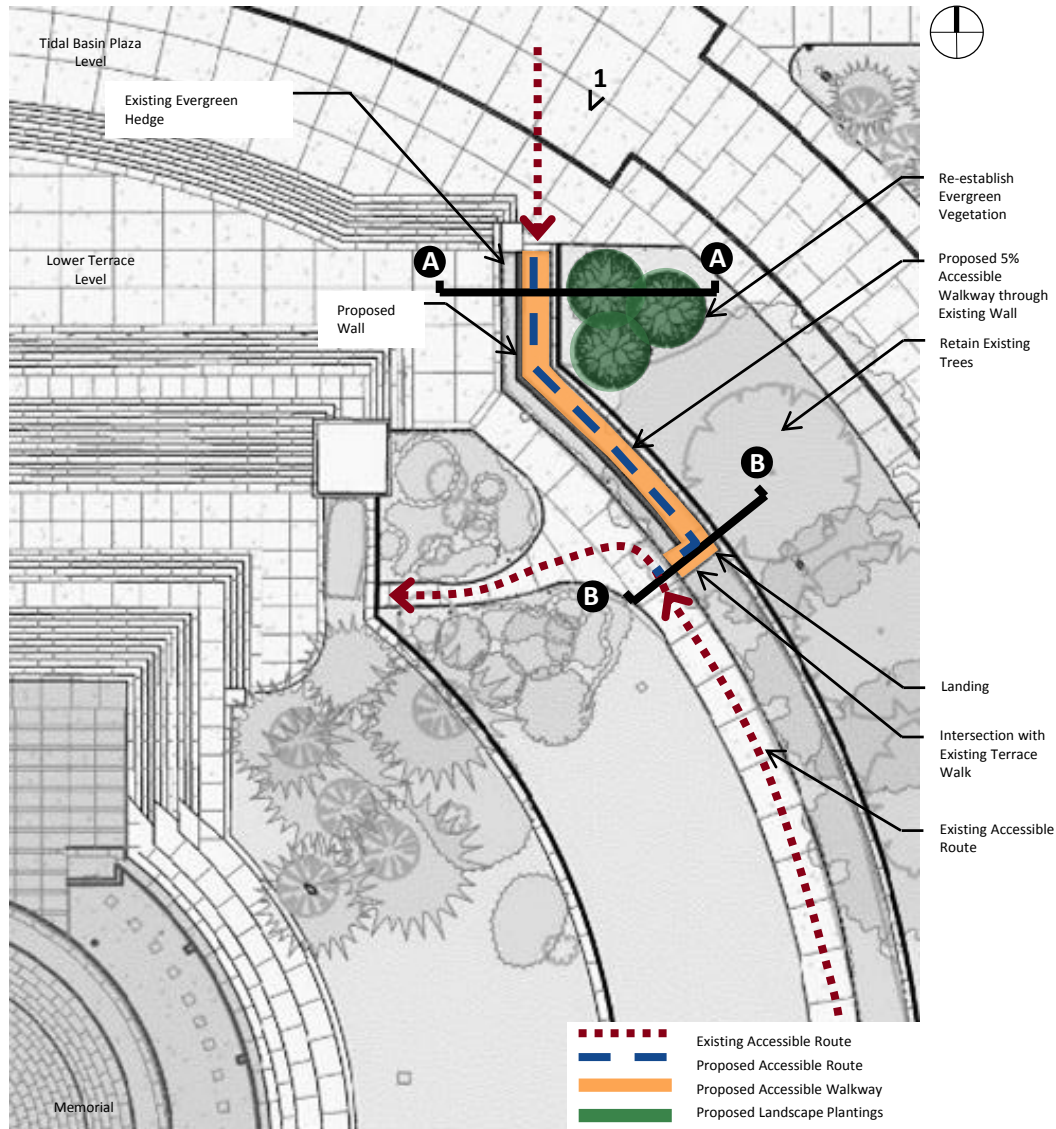 Tidal Basin Plaza
Level
1
Existing Evergreen
Hedge
Re-establish
Evergreen
Vegetation
Lower Terrace
Level
A
A
Proposed 5%
Accessible
Walkway through
Existing Wall
Proposed
Wall
Retain Existing
Trees
B
B
Landing
Intersection with
Existing Terrace
Walk
Existing Accessible
Route
Existing Accessible Route
Proposed Accessible Route
Proposed Accessible Walkway
Proposed Landscape Plantings
Memorial